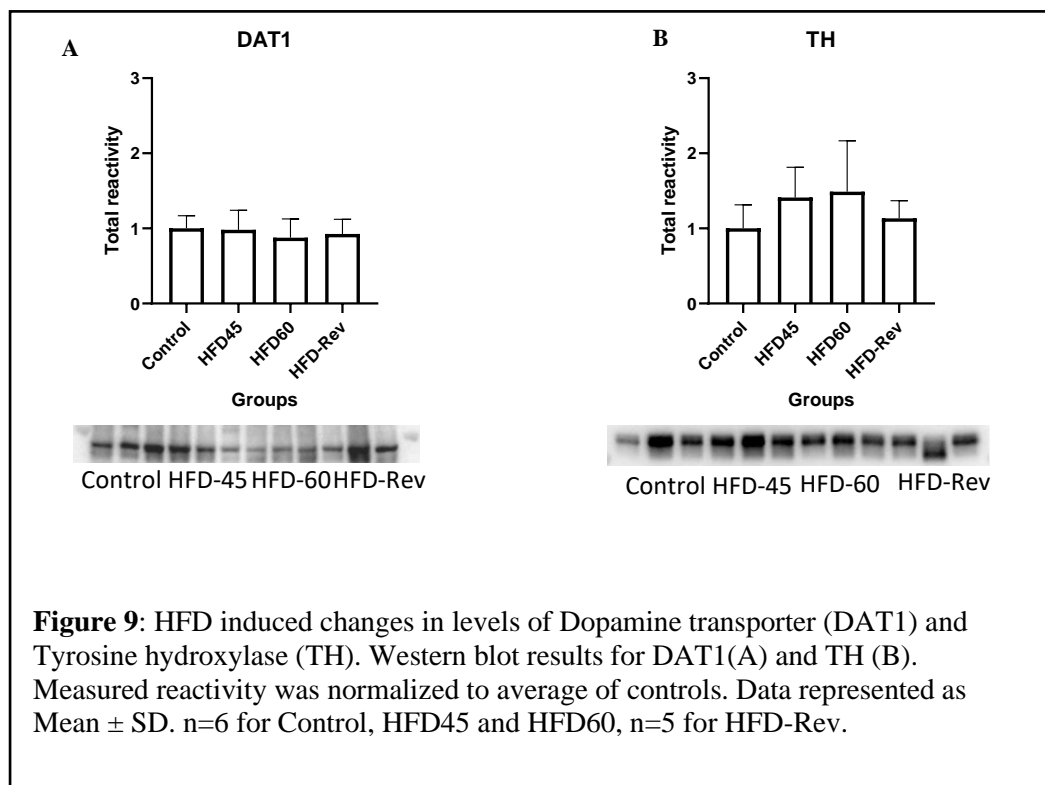 A
DAT1
3
2
1
0
Total reactivity
Control
HFD45
HFD60
HFD-Rev
Groups
Control HFD-45 HFD-60 HFD-Rev
B
TH
3
2
1
0
Total reactivity
Control
HFD45
HFD60
HFD-Rev
Groups
Control HFD-45 HFD-60 HFD-Rev
Figure 9: HFD induced changes in levels of Dopamine transporter (DAT1) and
Tyrosine hydroxylase (TH). Western blot results for DAT1(A) and TH (B).
Measured reactivity was normalized to average of controls. Data represented as
Mean ± SD. n=6 for Control, HFD45 and HFD60, n=5 for HFD-Rev.